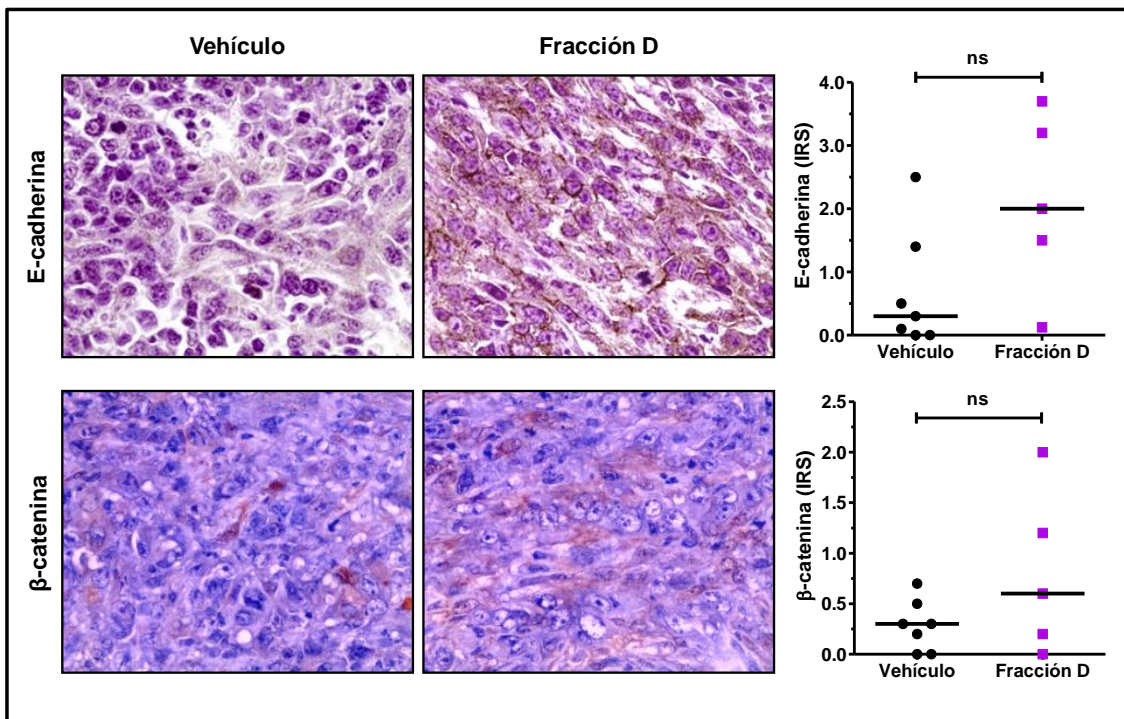 Vehículo
Fracción D
E-cadherina
β-catenina
ns
E-cadherina (IRS)
4.0
3.0
2.0
1.0
0.0
Vehículo
Fracción D
ns
β-catenina (IRS)
2.5
2.0
1.5
1.0
0.5
0.0
Vehículo
Fracción D